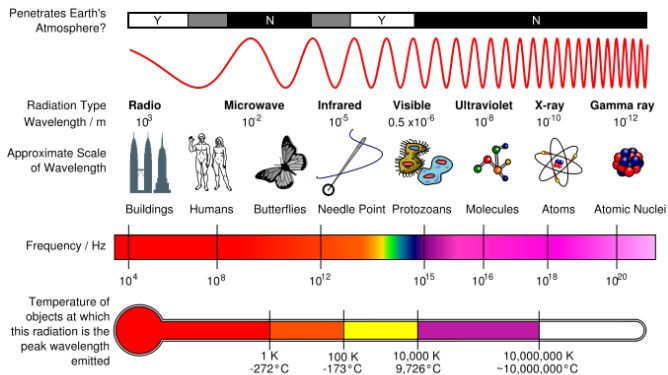 Penetrates Earth's
Atmosphere?
Y N Y N
Radiation Type Radio Microwave Infrared Visible Ultraviolet X-ray Gamma ray
Wavelength / m 10³ 10⁻² 10⁵ 0.5 x10⁻⁶ 10⁻⁸ 10⁻¹⁰ 10⁻¹²
Approximate Scale
of Wavelength
Buildings Humans Butterflies Needle Point Protozoans Molecules Atoms Atomic Nuclei
Frequency / Hz
10⁴ 10⁸ 10¹² 10¹⁵ 10¹⁶ 10¹⁸ 10²⁰
Temperature of
objects at which
this radiation is the
peak wavelength
emitted
1 K 100 K 10,000 K 10,000,000 K
-272°C -173°C 9,726°C ~10,000,000°C